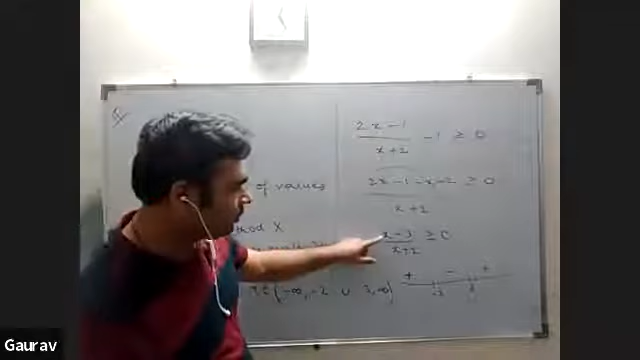 2x-1
-1 ≥ 0
x+2
2x-1-x-2 ≥ 0
x+2
of values
x-3 ≥ 0
x+2
+ - +
-2 3
(-∞, -2 ∪ 3, ∞)
Gaurav